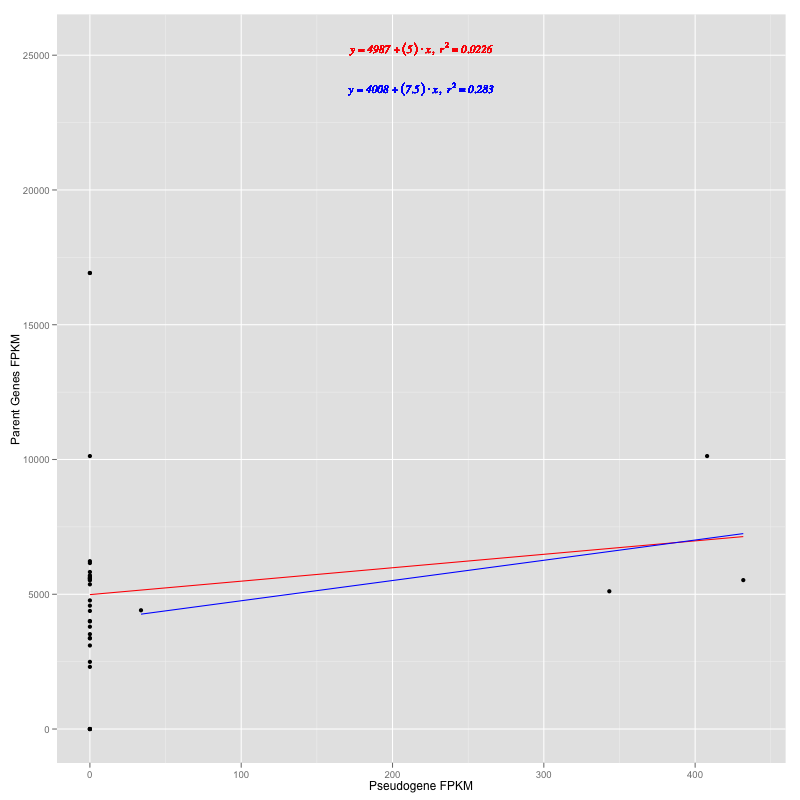 y = 4987 + (5) · x, r² = 0.0226
y = 4008 + (7.5) · x, r² = 0.283
25000
20000
15000
10000
5000
0
Parent Genes FPKM
0 100 200 300 400
Pseudogene FPKM